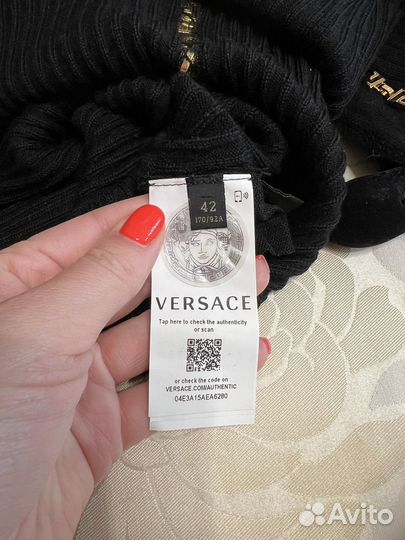 42
170/92A
VERSACE
Tap here to check the authenticity
or scan
or check the code on
VERSACE.COM/AUTHENTIC
04E3A15AEA6280
Avito